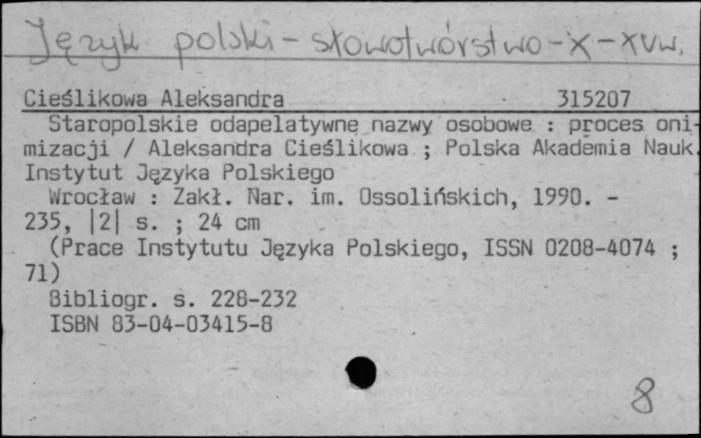 Język polski - słowotwórstwo - X - XV w.
Cieślikowa Aleksandra 315207
Staropolskie odapelatywne nazwy osobowe : proces oni-
mizacji / Aleksandra Cieślikowa ; Polska Akademia Nauk.
Instytut Języka Polskiego
Wrocław : Zakł. Nar. im. Ossolińskich, 1990. -
235, |2| s. ; 24 cm
(Prace Instytutu Języka Polskiego, ISSN 0208-4074 ;
71)
Bibliogr. s. 228-232
ISBN 83-04-03415-8
8